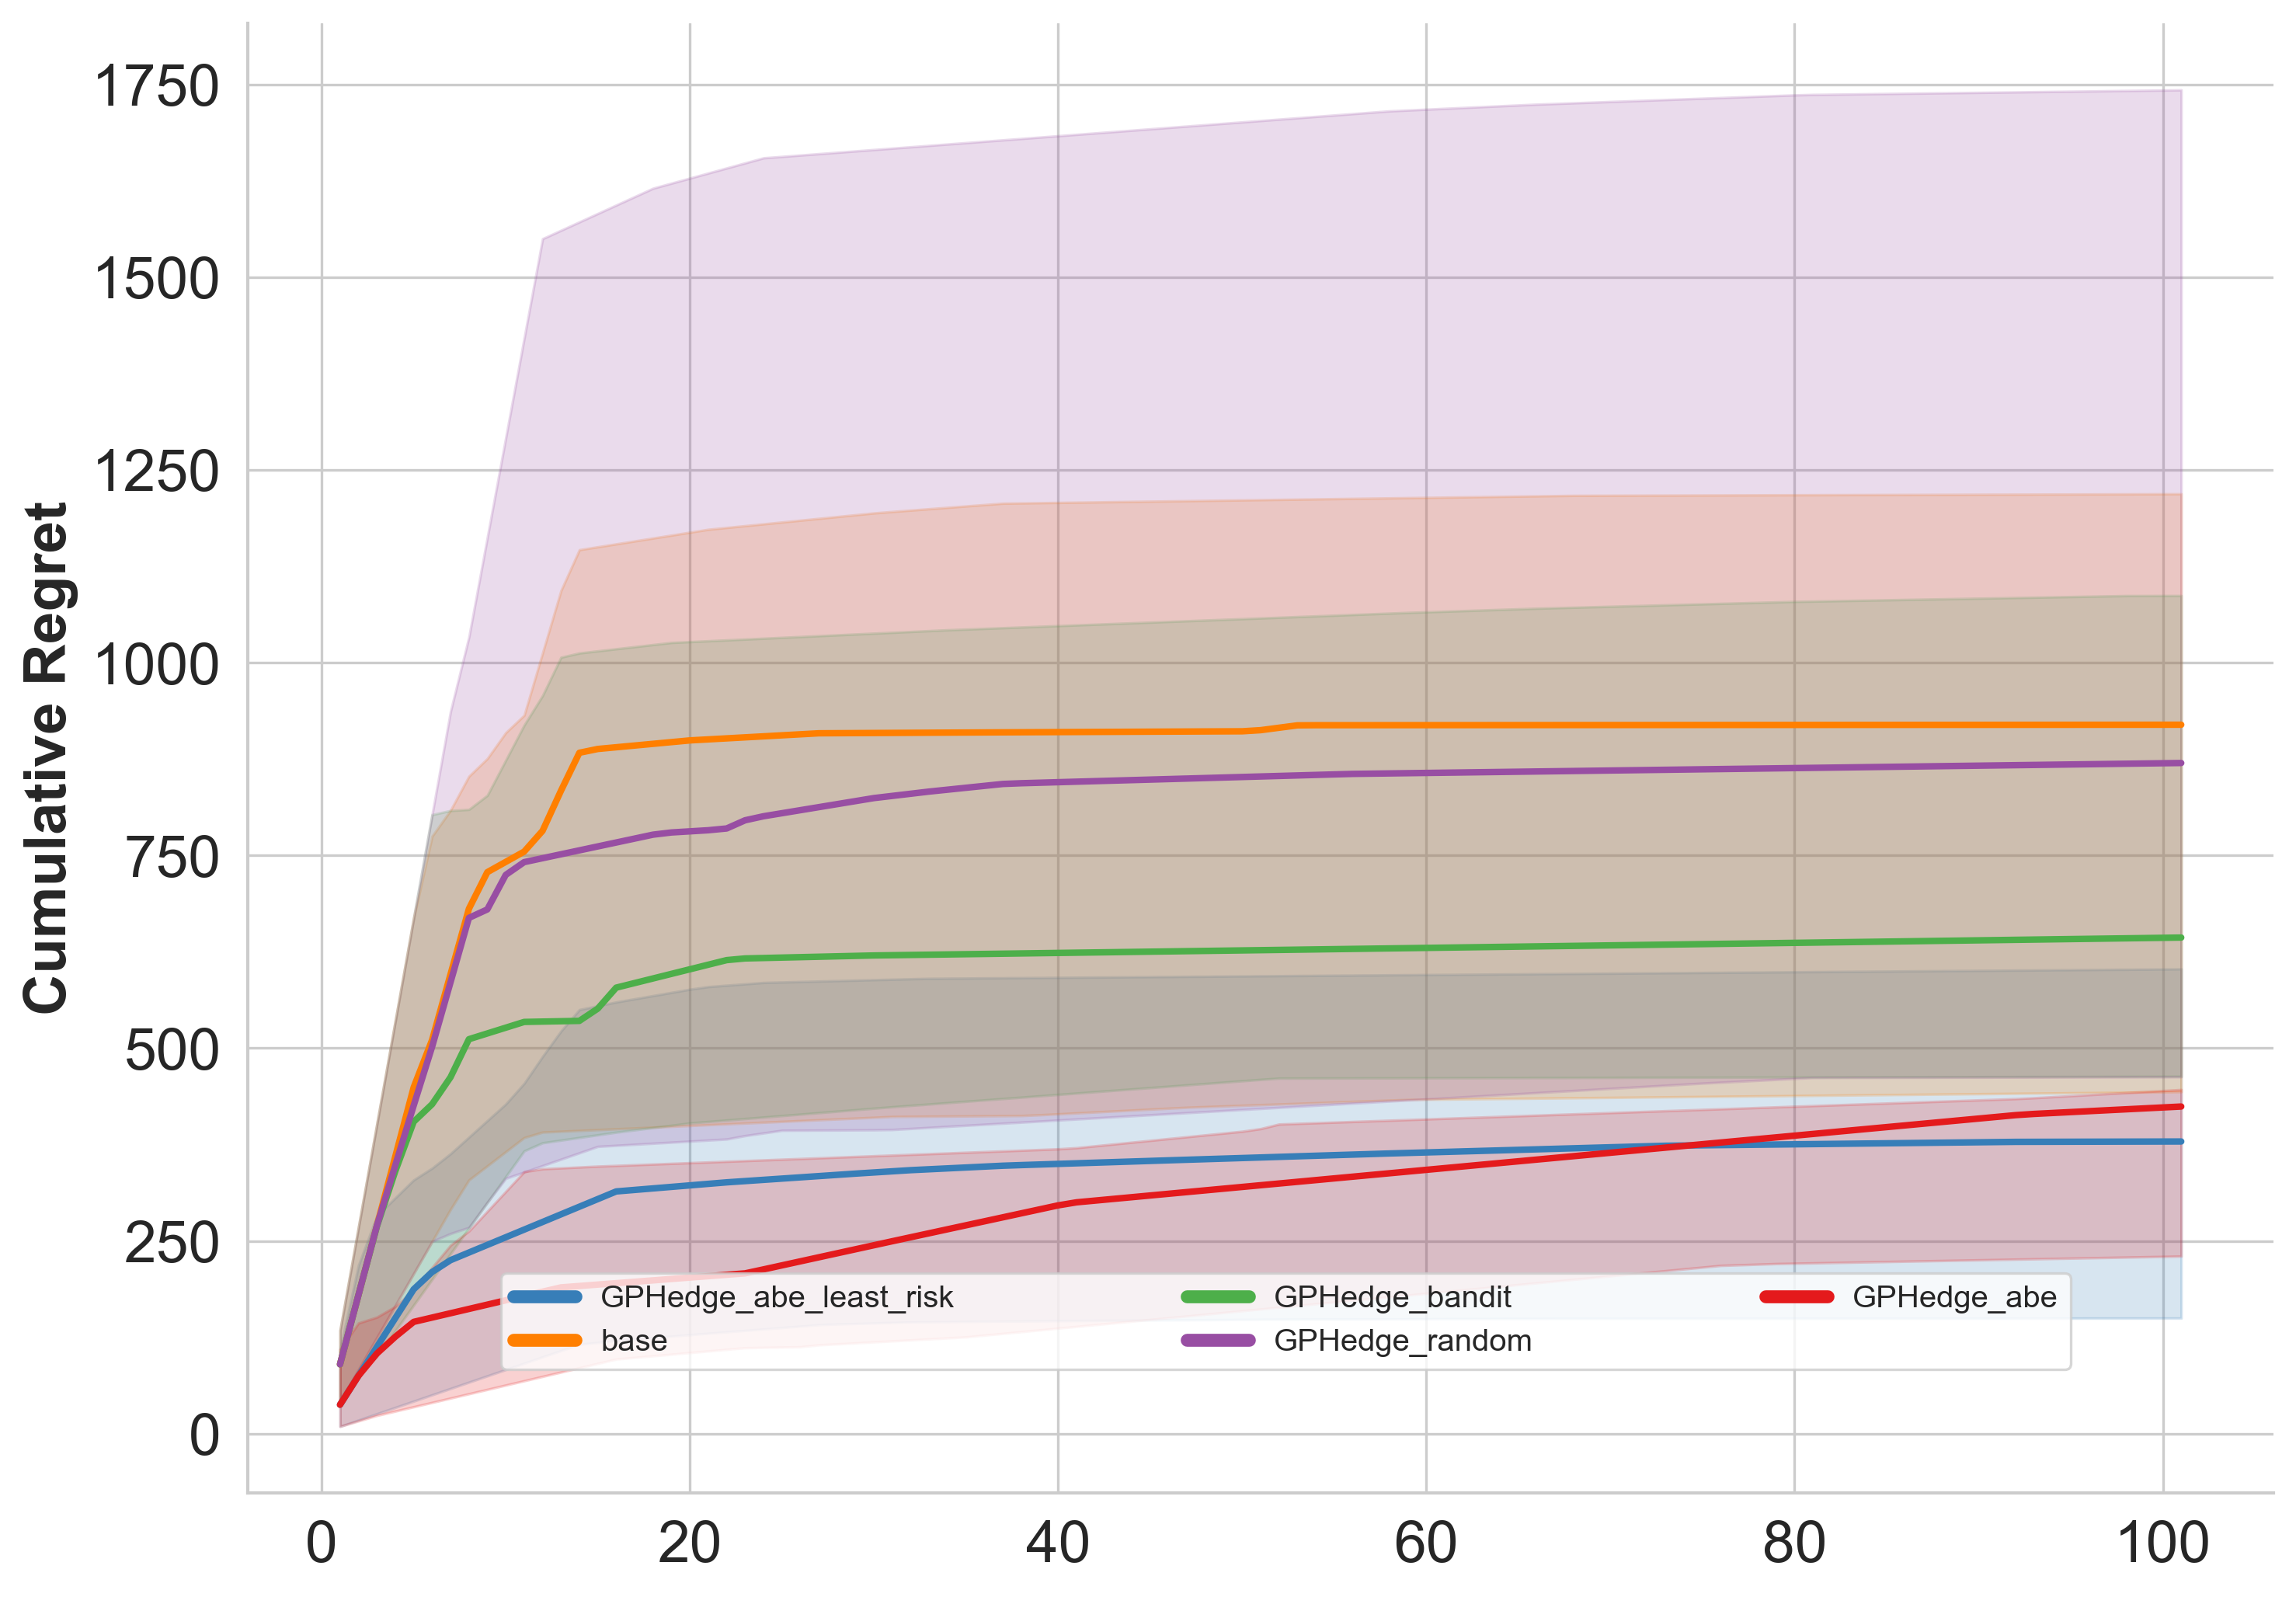 1750
1500
1250
1000
750
500
250
0
Cumulative Regret
GPHedge_abe_least_risk
base
GPHedge_bandit
GPHedge_random
GPHedge_abe
0 20 40 60 80 100